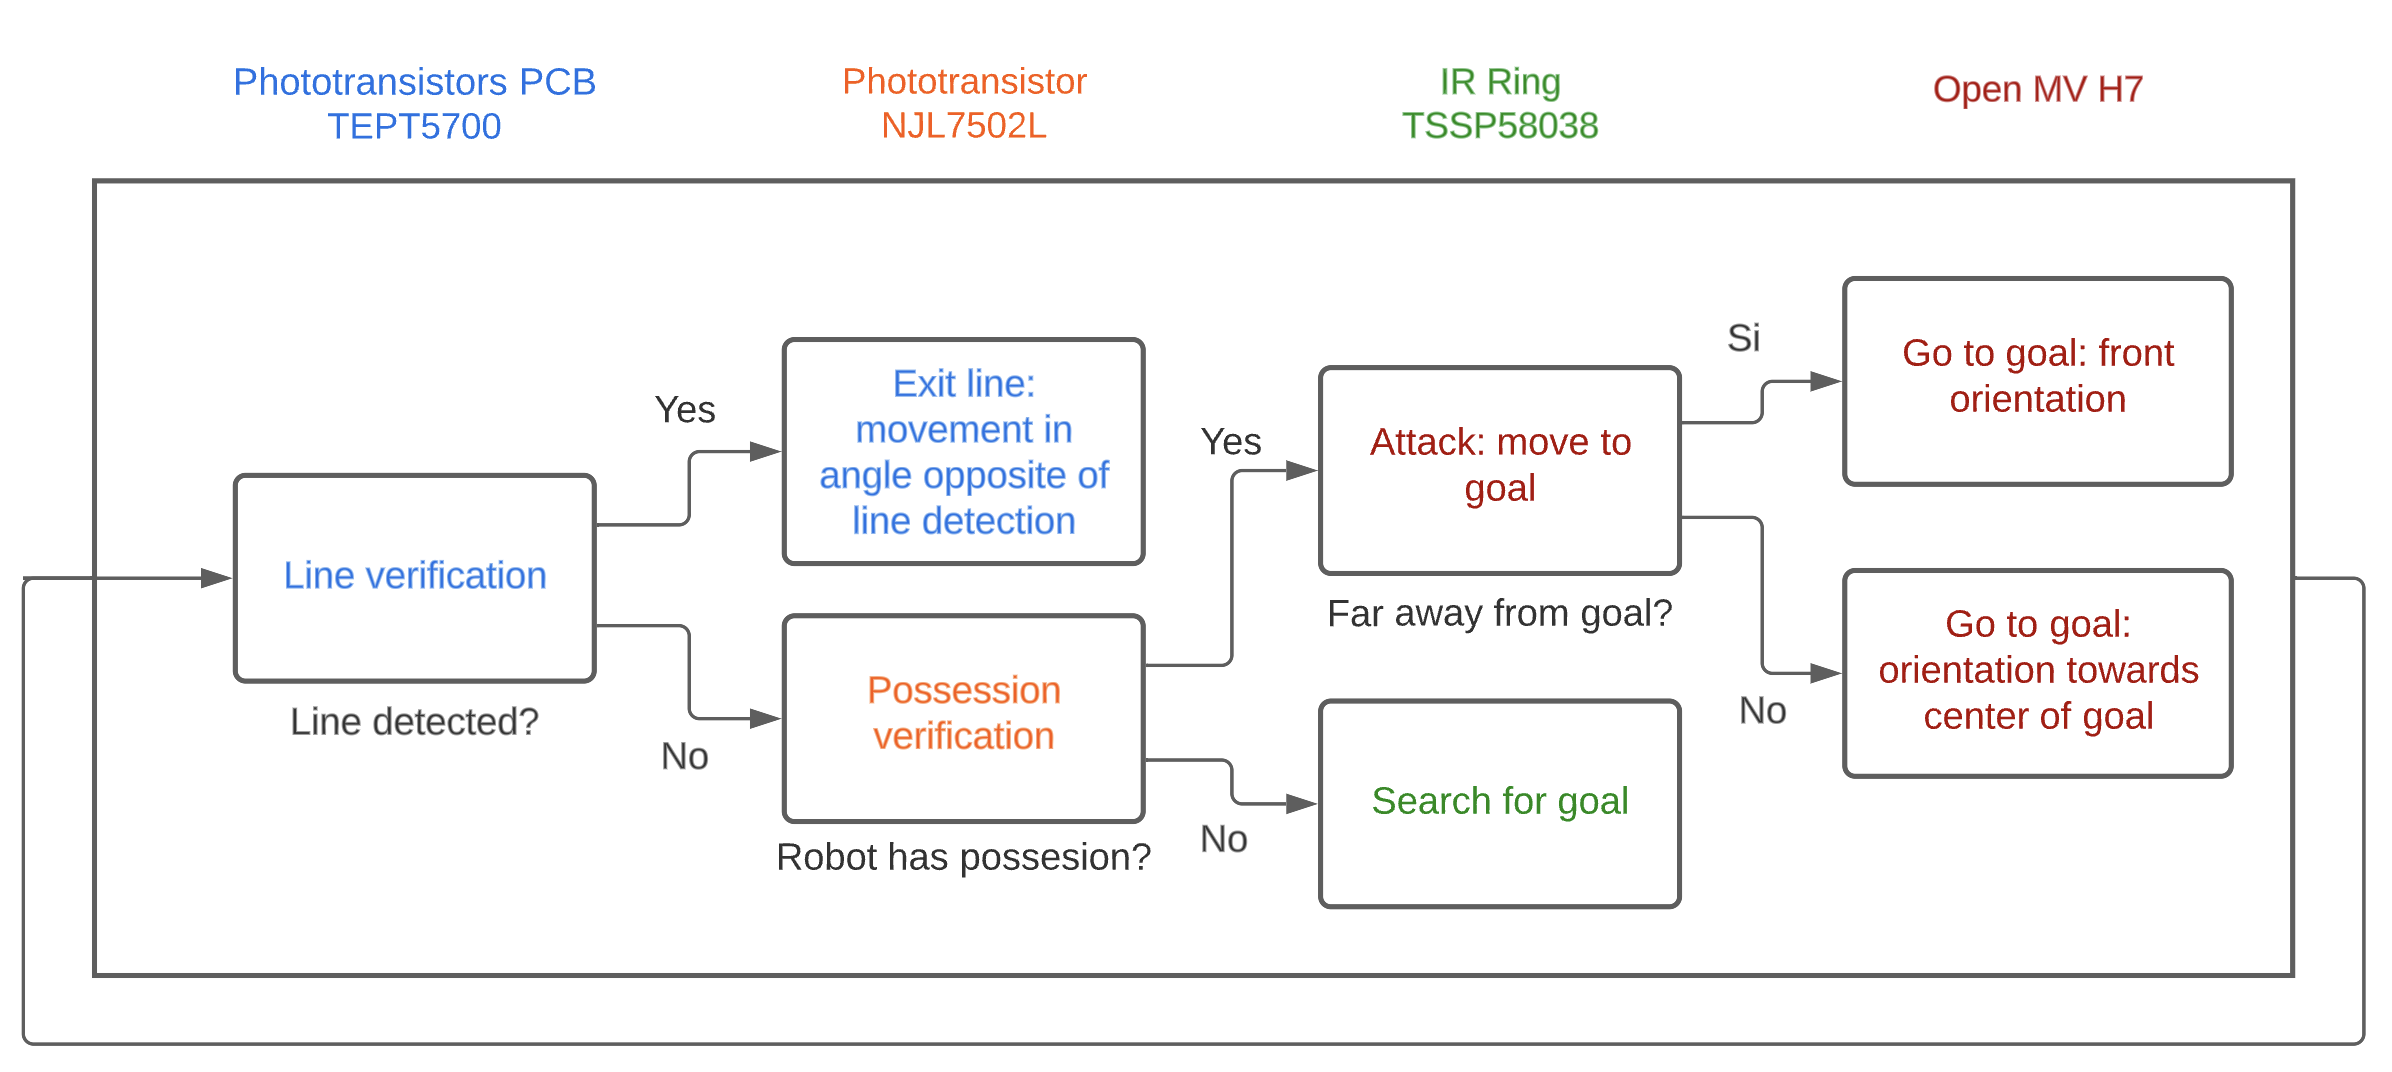 Phototransistors PCB
TEPT5700
Phototransistor
NJL7502L
IR Ring
TSSP58038
Open MV H7
Line verification
Line detected?
Yes
No
Exit line:
movement in
angle opposite of
line detection
Possession
verification
Robot has possesion?
Yes
No
Attack: move to
goal
Far away from goal?
Search for goal
Si
No
Go to goal: front
orientation
Go to goal:
orientation towards
center of goal